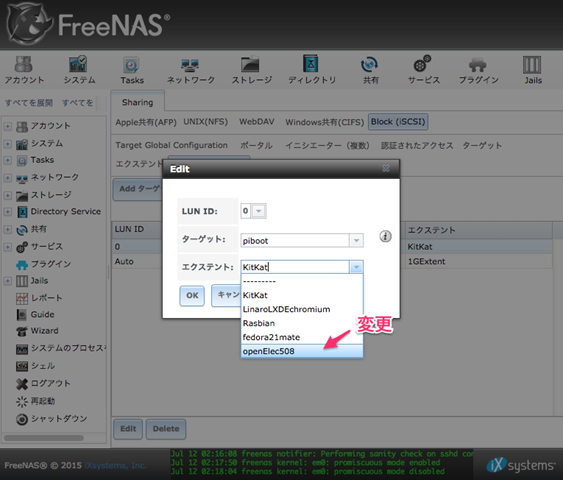 FreeNAS®
アカウント システム Tasks ネットワーク ストレージ ディレクトリ 共有 サービス プラグイン Jails
すべてを展開 すべてを
Sharing
Apple共有(AFP) UNIX(NFS) WebDAV Windows共有(CIFS) Block (iSCSI)
Target Global Configuration ポータル イニシエーター（複数） 認証されたアクセス ターゲット
エクステント
Add ターゲ
アカウント
システム
Tasks
ネットワーク
ストレージ
Directory Service
共有
サービス
プラグイン
Jails
レポート
Guide
Wizard
システムのプロセスを
シェル
ログアウト
再起動
シャットダウン
LUN ID エクステント
0 KitKat
Auto 1GExtent
Edit
LUN ID: 0
ターゲット: piboot
エクステント: KitKat
---------
KitKat
LinaroLXDEchromium
Rasbian
fedora21mate
openElec508
変更
OK キャン
Edit Delete
FreeNAS® © 2015 iXsystems, Inc.
Jul 12 02:16:08 freenas notifier: Performing sanity check on sshd con
Jul 12 02:17:50 freenas kernel: em0: promiscuous mode enabled
Jul 12 02:18:04 freenas kernel: em0: promiscuous mode disabled
iX systems